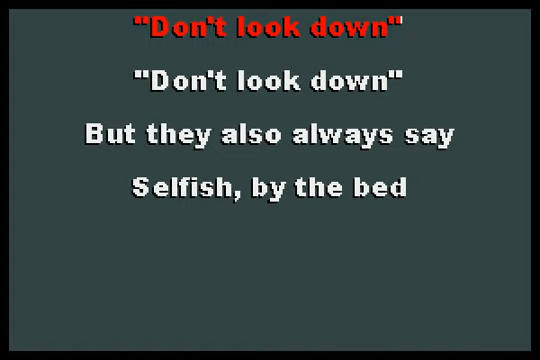 "Don't look down"
"Don't look down"
But they also always say
Selfish, by the bed